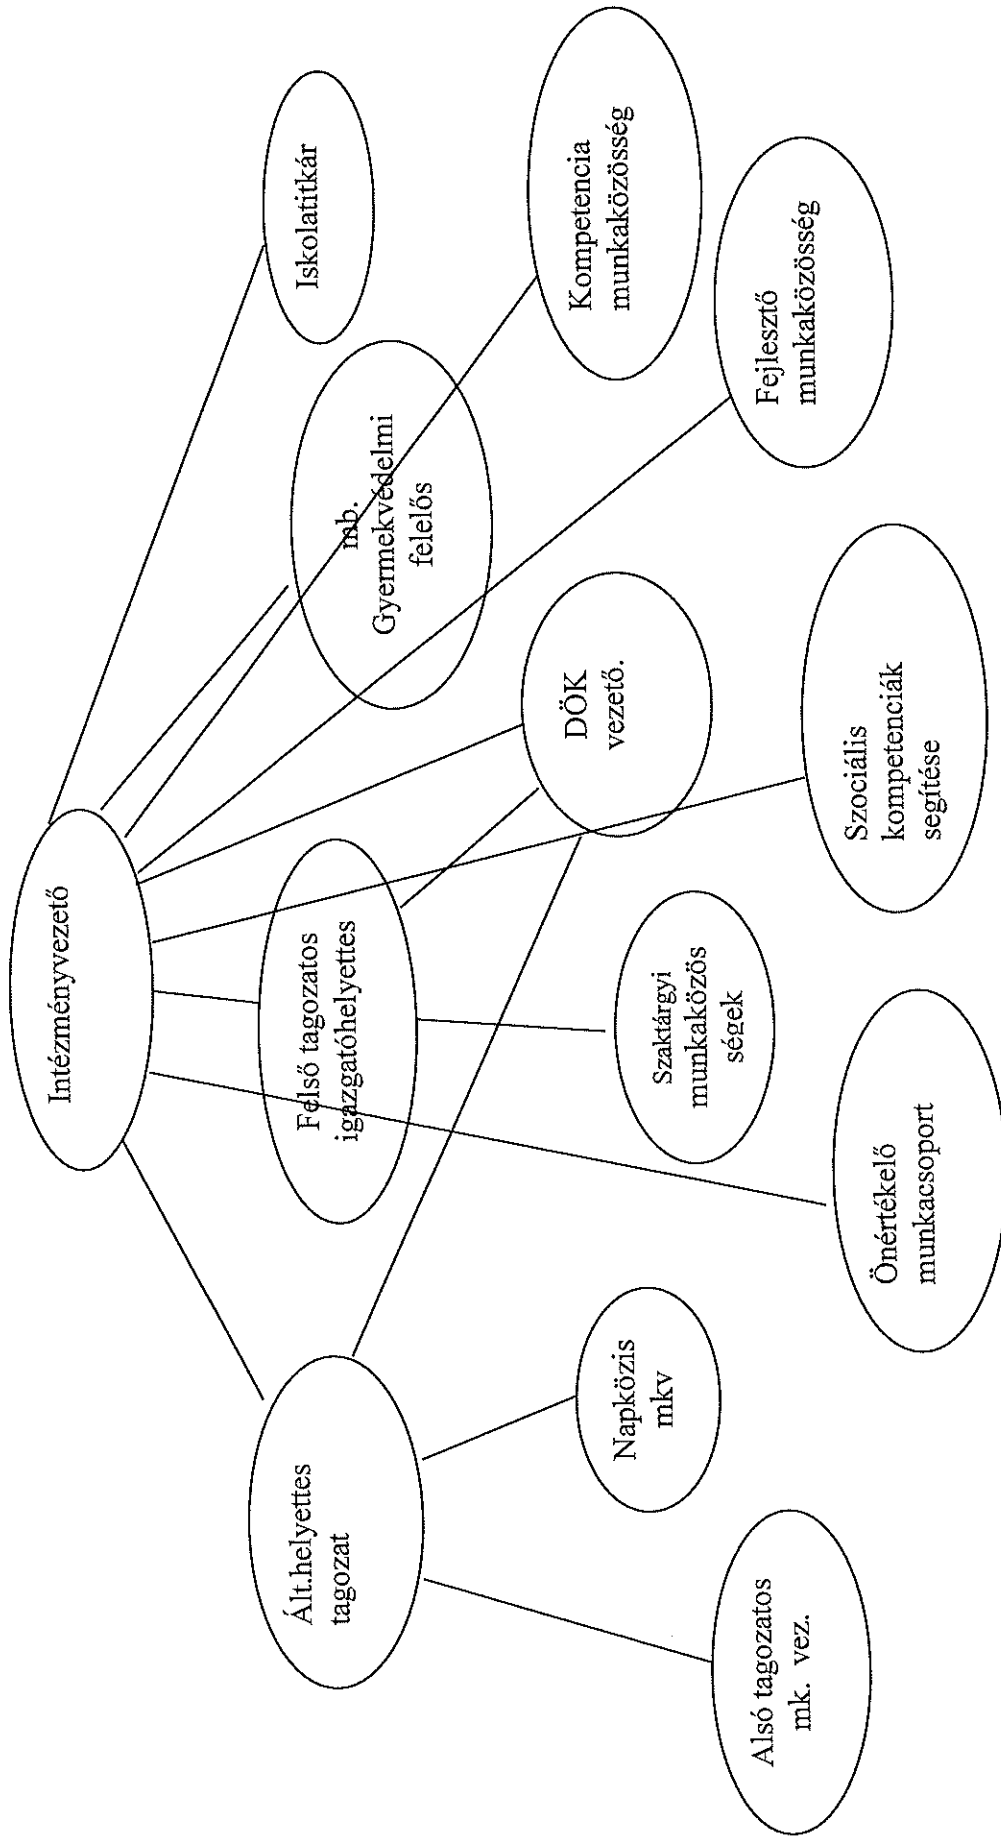 Intézményvezető
Ált.helyettes
tagozat
Felső tagozatos
igazgatóhelyettes
mb.
Gyermekvédelmi
felelős
Iskolatitkár
Napközis
mkv
Szaktárgyi
munkaközös
ségek
DÖK
vezető.
Kompetencia
munkaközösség
Alsó tagozatos
mk. vez.
Önértékelő
munkacsoport
Szociális
kompetenciák
segítése
Fejlesztő
munkaközösség